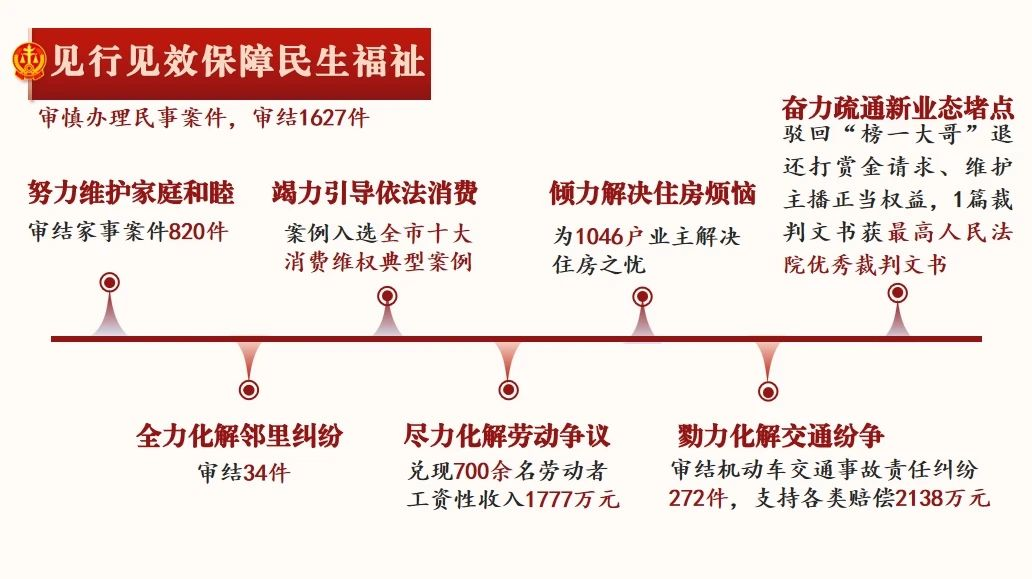 见行见效保障民生福祉
审慎办理民事案件，审结1627件
努力维护家庭和睦
审结家事案件820件
全力化解邻里纠纷
审结34件
竭力引导依法消费
案例入选全市十大
消费维权典型案例
尽力化解劳动争议
兑现700余名劳动者
工资性收入1777万元
倾力解决住房烦恼
为1046户业主解决
住房之忧
勠力化解交通纷争
审结机动车交通事故责任纠纷
272件，支持各类赔偿2138万元
奋力疏通新业态堵点
驳回“榜一大哥”退
还打赏金请求、维护
主播正当权益，1篇裁
判文书获最高人民法
院优秀裁判文书